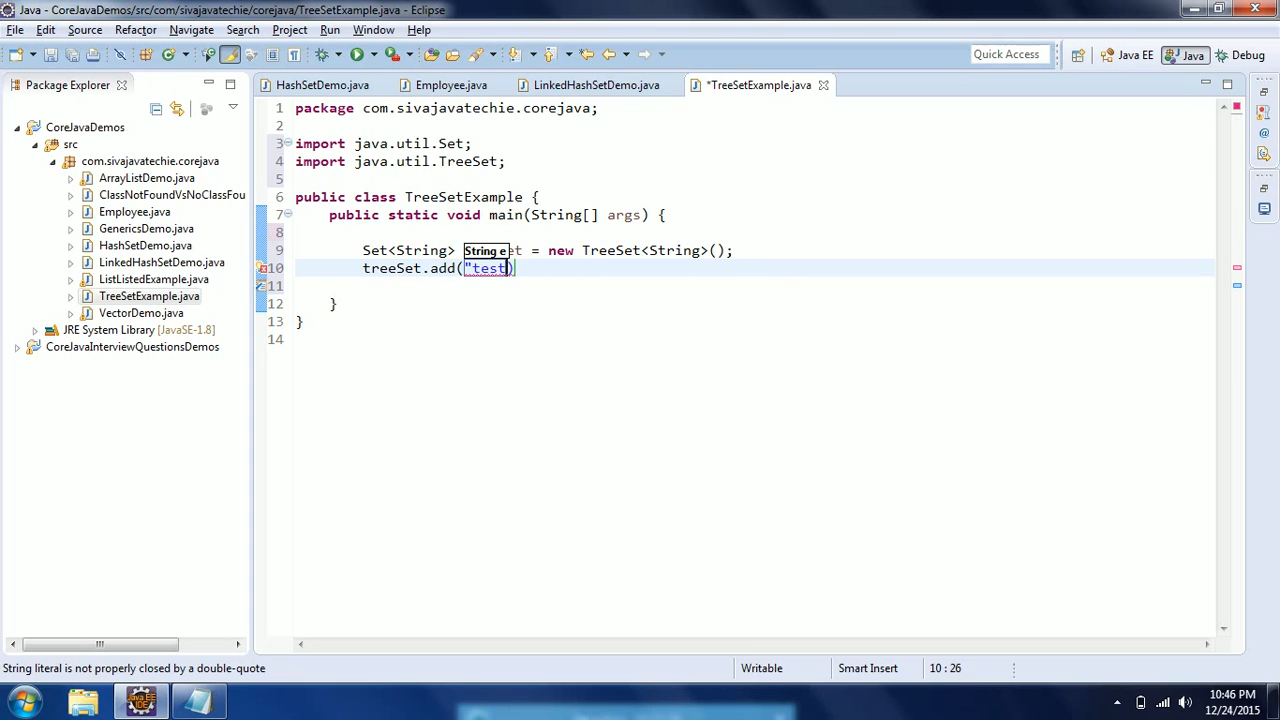 Java - CoreJavaDemos/src/com/sivajavatechie/corejava/TreeSetExample.java - Eclipse
File Edit Source Refactor Navigate Search Project Run Window Help
Quick Access Java EE Java Debug
Package Explorer
HashSetDemo.java Employee.java LinkedHashSetDemo.java *TreeSetExample.java
CoreJavaDemos
src
com.sivajavatechie.corejava
ArrayListDemo.java
ClassNotFoundVsNoClassFou
Employee.java
GenericsDemo.java
HashSetDemo.java
LinkedHashSetDemo.java
ListListedExample.java
TreeSetExample.java
VectorDemo.java
JRE System Library [JavaSE-1.8]
CoreJavaInterviewQuestionsDemos
1 package com.sivajavatechie.corejava;
2
3 import java.util.Set;
4 import java.util.TreeSet;
5
6 public class TreeSetExample {
7 public static void main(String[] args) {
8
9 Set<String> String e et = new TreeSet<String>();
10 treeSet.add("test)
11
12 }
13 }
14
String literal is not properly closed by a double-quote
Writable Smart Insert 10 : 26
Java EE IDE
10:46 PM
12/24/2015